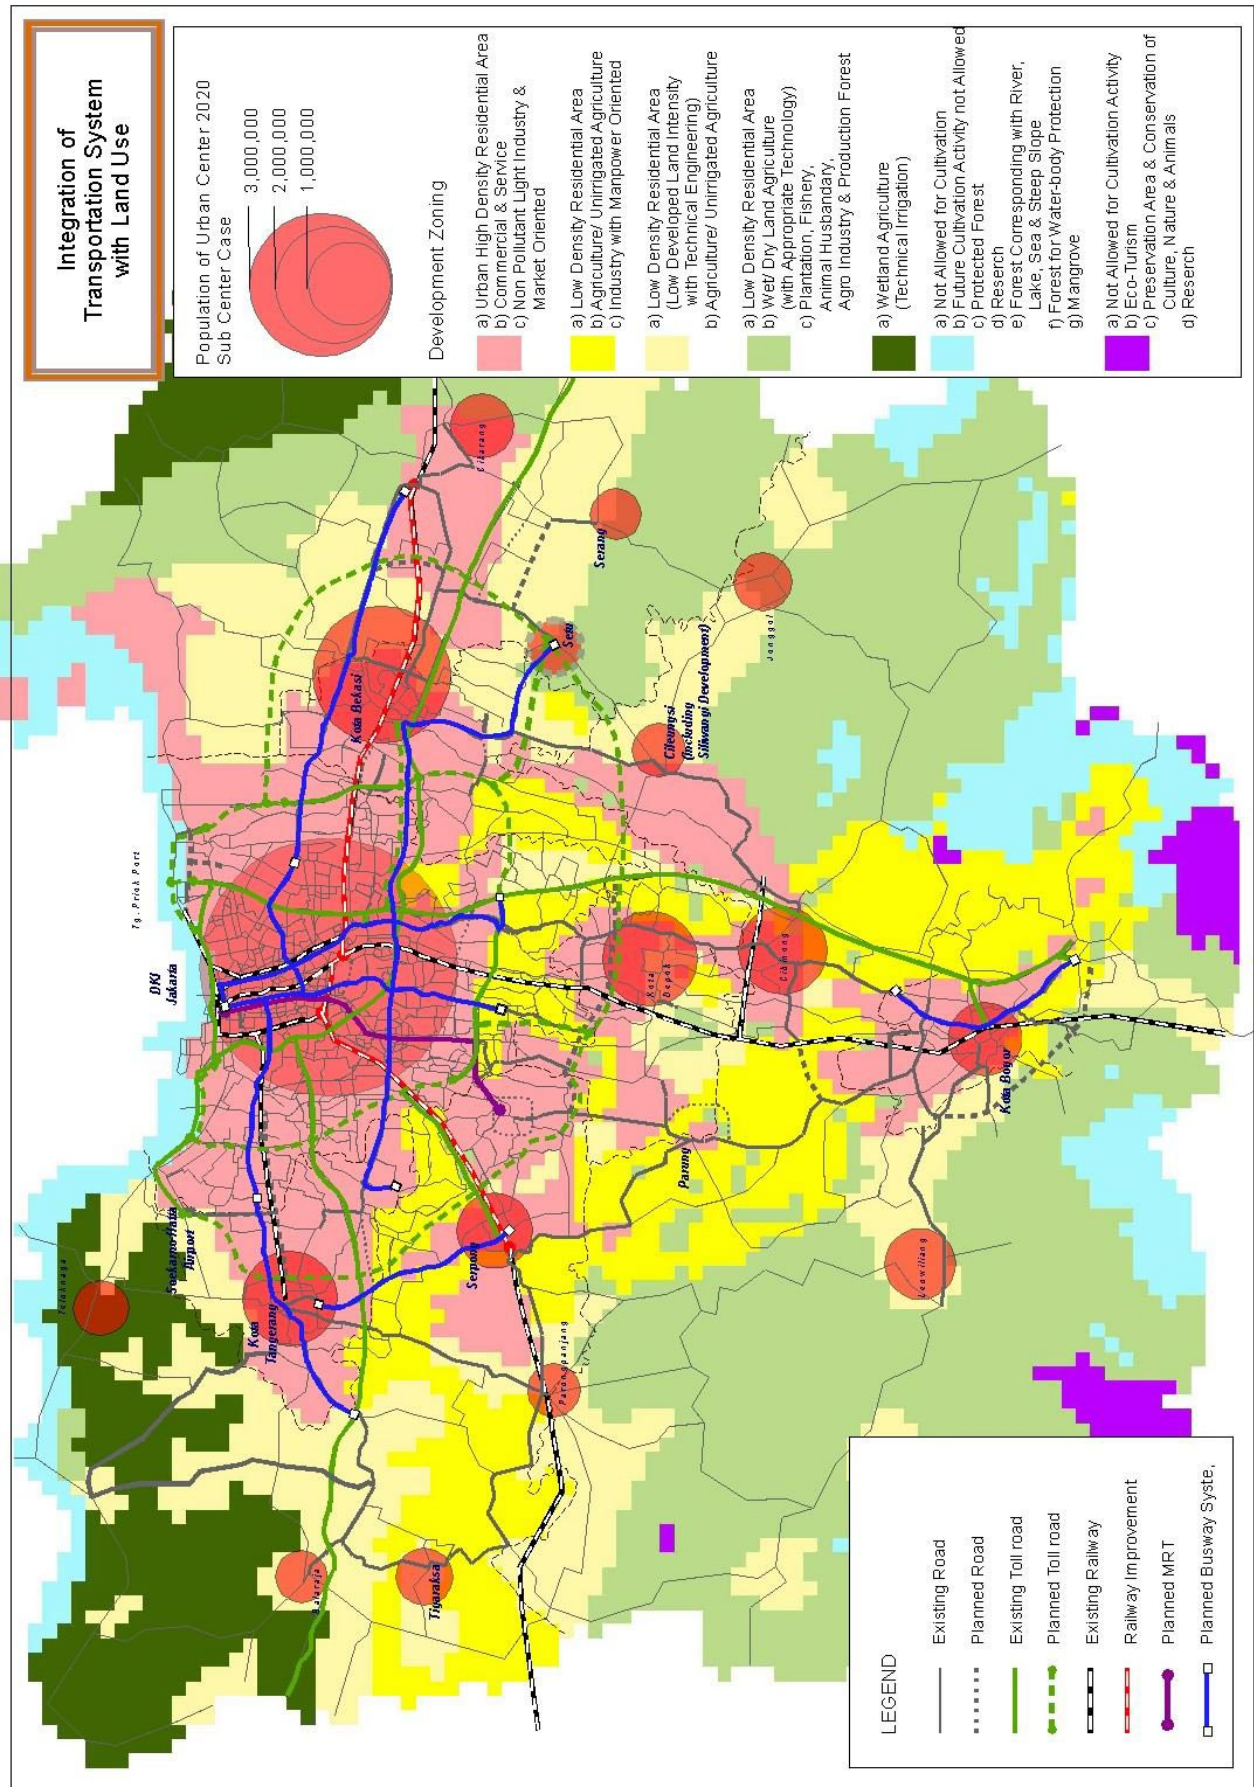 Integration of
Transportation System
with Land Use
Population of Urban Center 2020
Sub Center Case
3,000,000
2,000,000
1,000,000
Development Zoning
a) Urban High Density Residential Area
b) Commercial & Service
c) Non Pollutant Light Industry &
Market Oriented
a) Low Density Residential Area
b) Agriculture/ Unirrigated Agriculture
c) Industry with Manpower Oriented
a) Low Density Residential Area
(Low Developed Land Intensity
with Technical Engineering)
b) Agriculture/ Unirrigated Agriculture
a) Low Density Residential Area
b) Wet/ Dry Land Agriculture
(with Appropriate Technology)
c) Plantation, Fishery,
Animal Husbandary,
Agro Industry & Production Forest
a) Wetland Agriculture
(Technical Irrigation)
a) Not Allowed for Cultivation
b) Future Cultivation Activity not Allowed
c) Protected Forest
d) Reserch
e) Forest Corresponding with River,
Lake, Sea & Steep Slope
f) Forest for Water-body Protection
g) Mangrove
a) Not Allowed for Cultivation Activity
b) Eco-Turism
c) Preservation Area & Conservation of
Culture, Nature & Animals
d) Reserch
Tg. Priok Port
DKI
Jakarta
Soekarno-Hatta
Airport
Kota
Tangerang
Balaraja
Tigaraksa
Serpong
Parungpanjang
Parung
Leuwiliang
Kota Bogor
Cibinong
Kota
Depok
Cileungsi
(Including
Siliwangi Development)
Jonggol
Serang
Setu
Kota Bekasi
Cikarang
LEGEND
Existing Road
Planned Road
Existing Toll road
Planned Toll road
Existing Railway
Railway Improvement
Planned MRT
Planned Busway Syste,